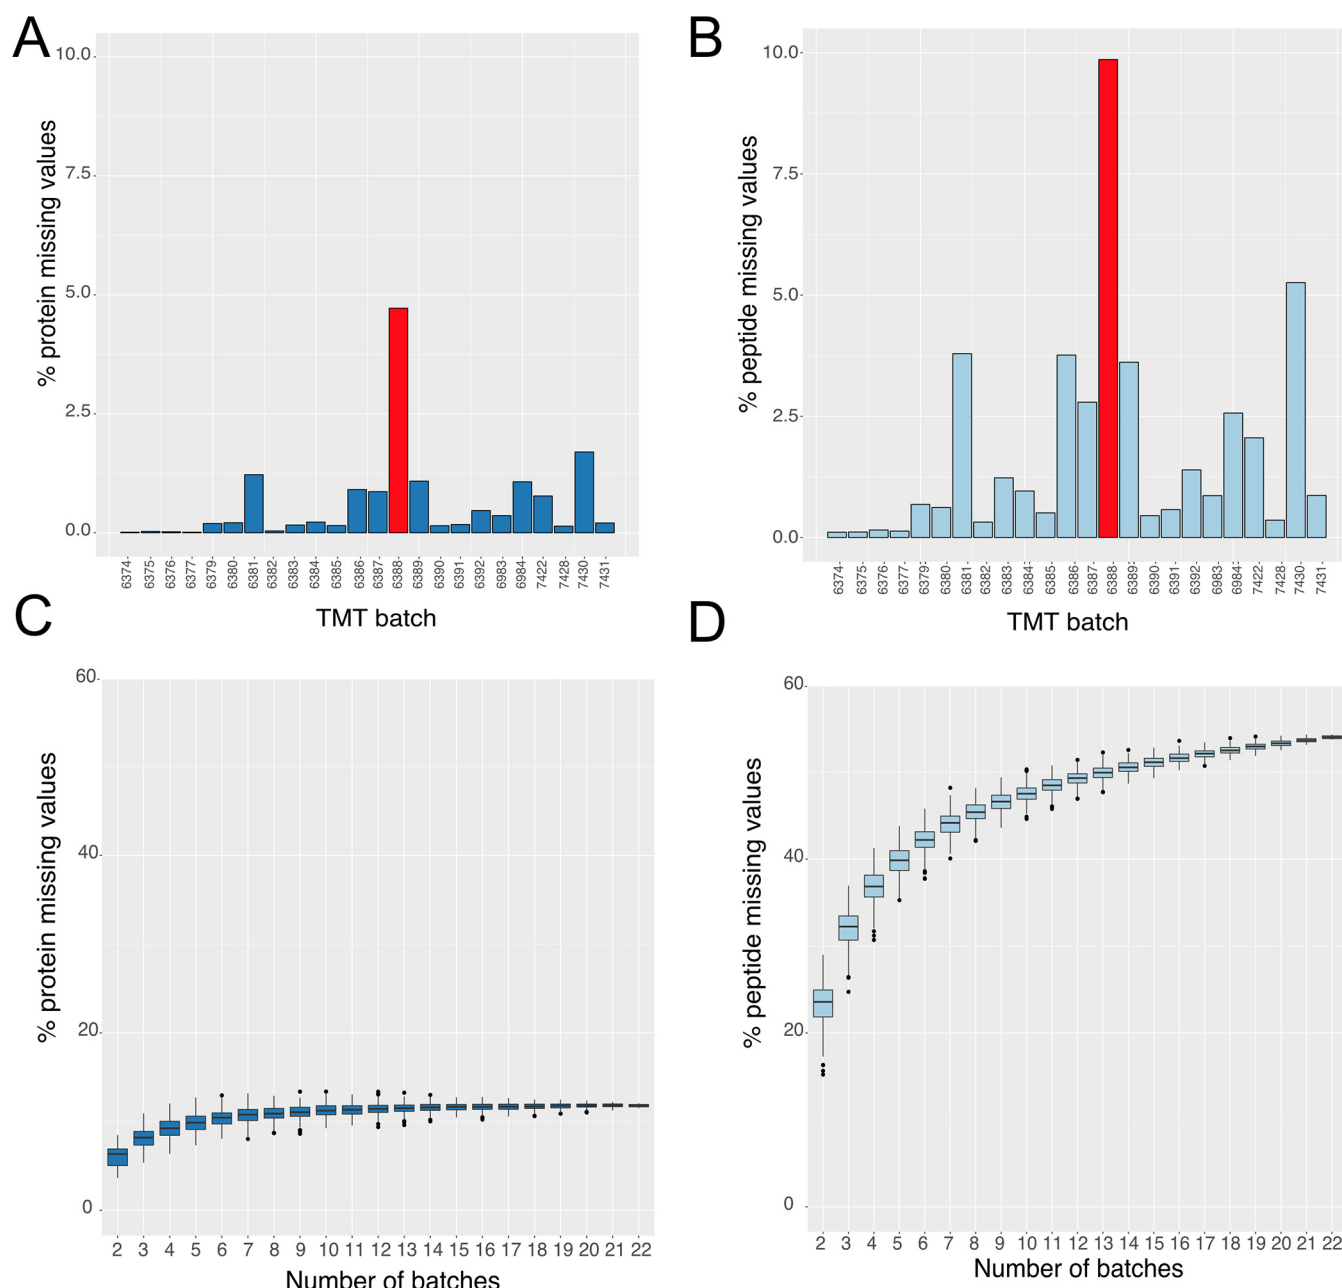 A
% protein missing values
10.0
7.5
5.0
2.5
0.0
6374 6375 6376 6377 6379 6380 6381 6382 6383 6384 6385 6386 6387 6388 6389 6390 6391 6392 6983 6984 7422 7428 7430 7431
TMT batch
B
% peptide missing values
10.0
7.5
5.0
2.5
0.0
6374 6375 6376 6377 6379 6380 6381 6382 6383 6384 6385 6386 6387 6388 6389 6390 6391 6392 6983 6984 7422 7428 7430 7431
TMT batch
C
% protein missing values
60
40
20
0
2 3 4 5 6 7 8 9 10 11 12 13 14 15 16 17 18 19 20 21 22
Number of batches
D
% peptide missing values
60
40
20
0
2 3 4 5 6 7 8 9 10 11 12 13 14 15 16 17 18 19 20 21 22
Number of batches